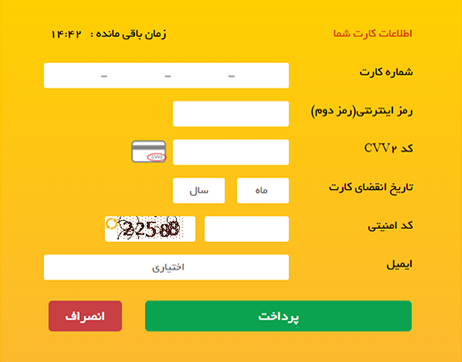 اطلاعات کارت شما
زمان باقی مانده : ۱۴:۴۲
شماره کارت
- - -
رمز اینترنتی(رمز دوم)
کد CVV۲
CVV2
تاریخ انقضای کارت
ماه
سال
کد امنیتی
22588
ایمیل
اختیاری
پرداخت
انصراف